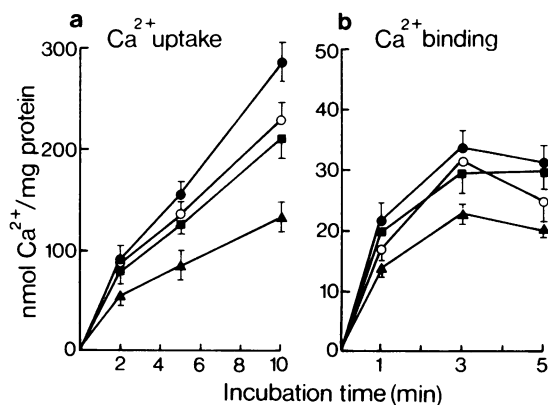 a
Ca2+ uptake
b
Ca2+ binding
nmol Ca2+/mg protein
300
200
100
0
50
40
30
20
10
0
2 4 6 8 10
1 3 5
Incubation time (min)